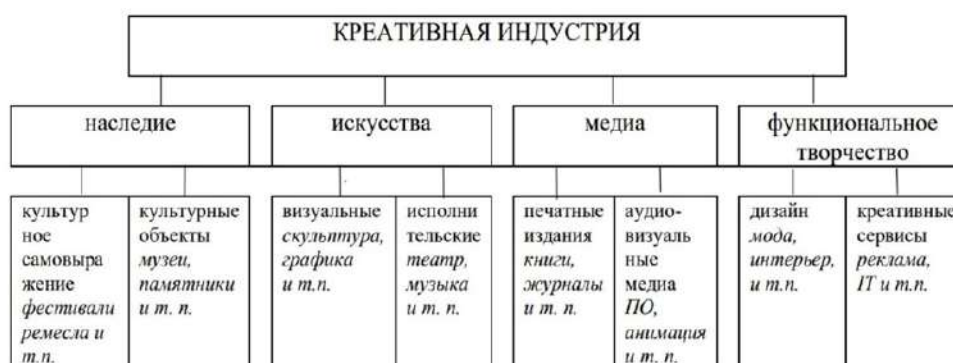 КРЕАТИВНАЯ ИНДУСТРИЯ
наследие
искусства
медиа
функциональное
творчество
культур
ное
самовыра
жение
фестивали
ремесла и
т.п.
культурные
объекты
музеи,
памятники
и т. п.
визуальные
скульптура,
графика
и т.п.
исполни
тельские
театр,
музыка
и т. п.
печатные
издания
книги,
журналы
и т. п.
аудио-
визуаль
ные
медиа
ПО,
анимация
и т. п.
дизайн
мода,
интерьер,
и т.п.
креативные
сервисы
реклама,
IT и т.п.